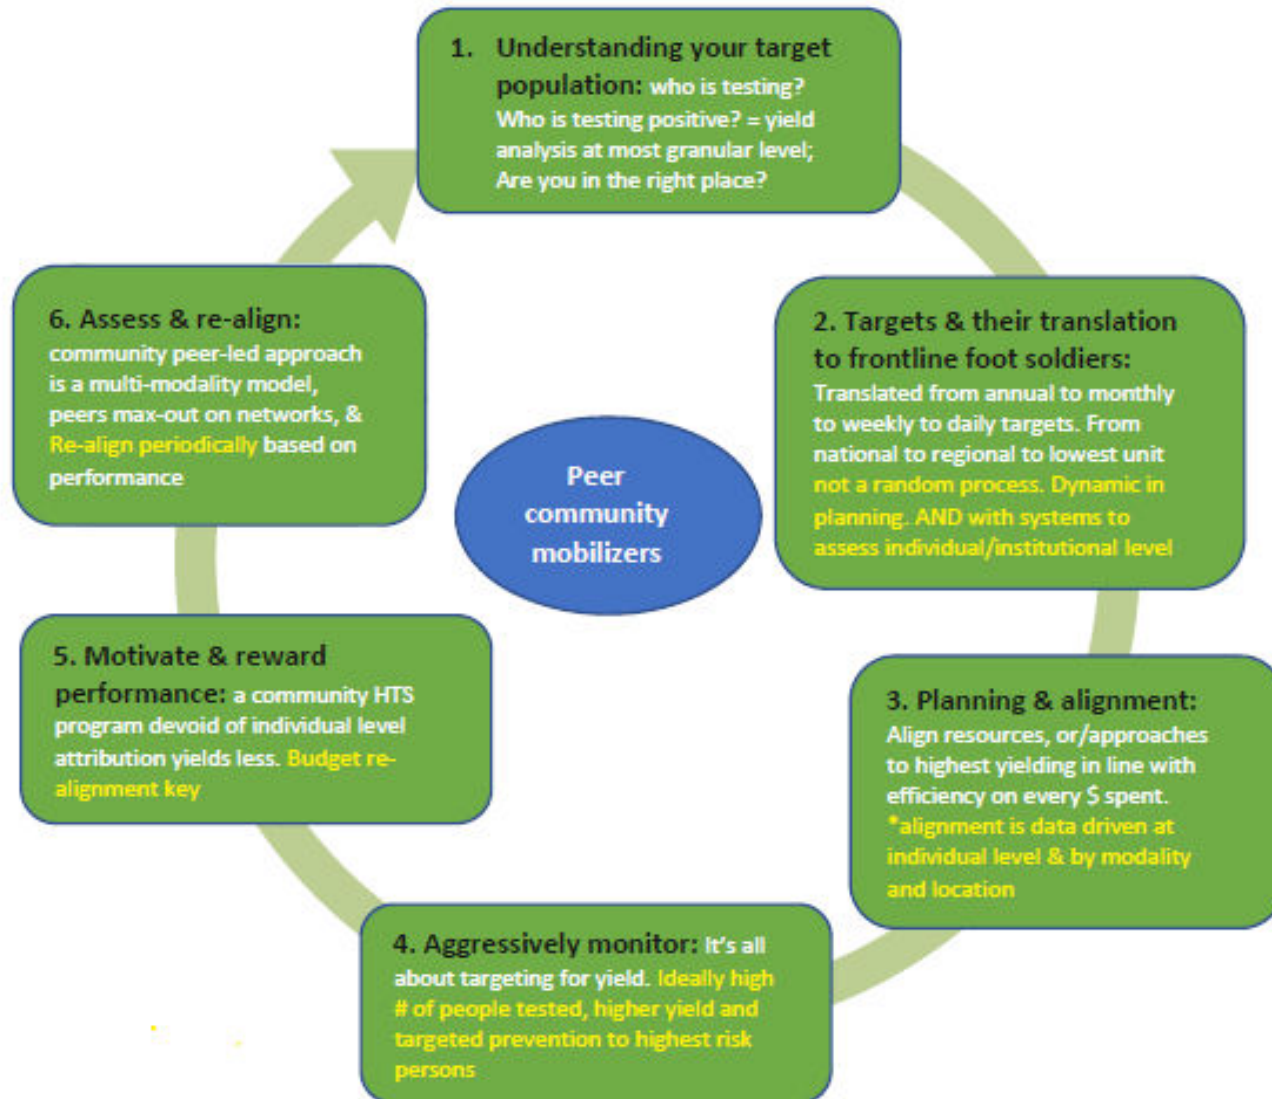 1. Understanding your target
population: who is testing?
Who is testing positive? = yield
analysis at most granular level;
Are you in the right place?
2. Targets & their translation
to frontline foot soldiers:
Translated from annual to monthly
to weekly to daily targets. From
national to regional to lowest unit
not a random process. Dynamic in
planning. AND with systems to
assess individual/institutional level
3. Planning & alignment:
Align resources, or/approaches
to highest yielding in line with
efficiency on every $ spent.
*alignment is data driven at
individual level & by modality
and location
4. Aggressively monitor: It's all
about targeting for yield. Ideally high
# of people tested, higher yield and
targeted prevention to highest risk
persons
5. Motivate & reward
performance: a community HTS
program devoid of individual level
attribution yields less. Budget re-
alignment key
6. Assess & re-align:
community peer-led approach
is a multi-modality model,
peers max-out on networks, &
Re-align periodically based on
performance
Peer
community
mobilizers